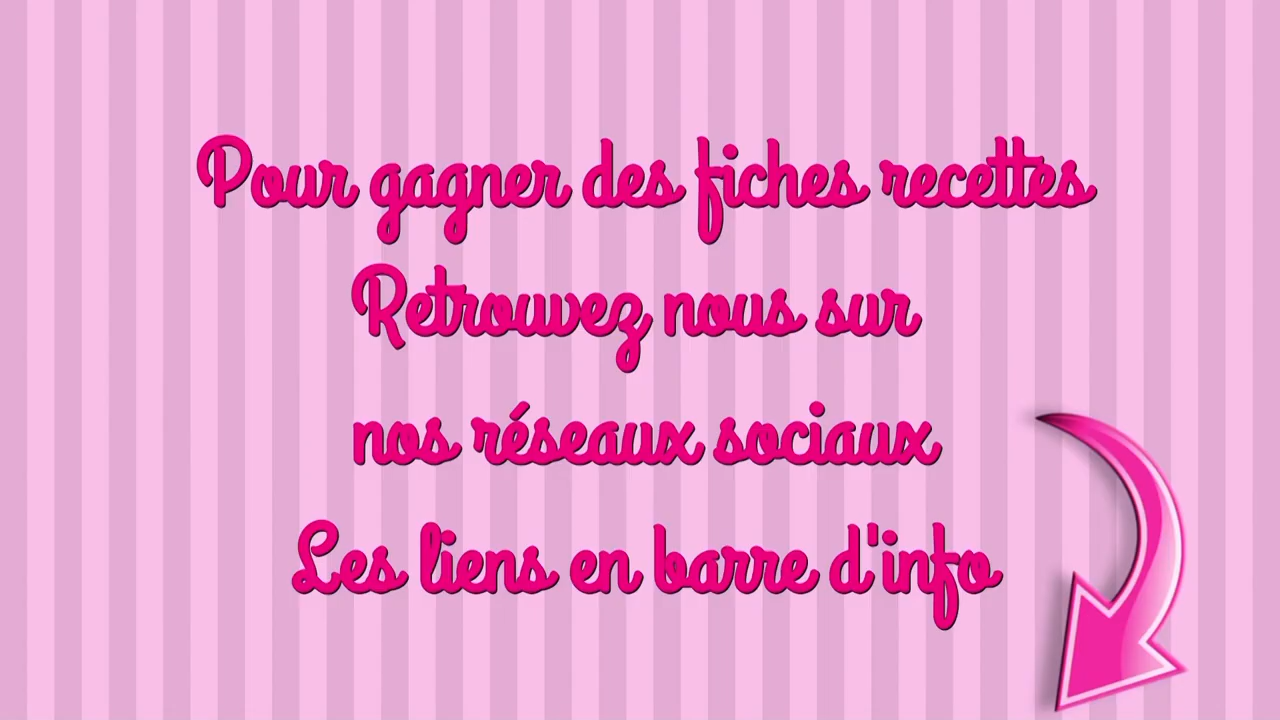 Pour gagner des fiches recettes
Retrouvez nous sur
nos réseaux sociaux
Les liens en barre d'info